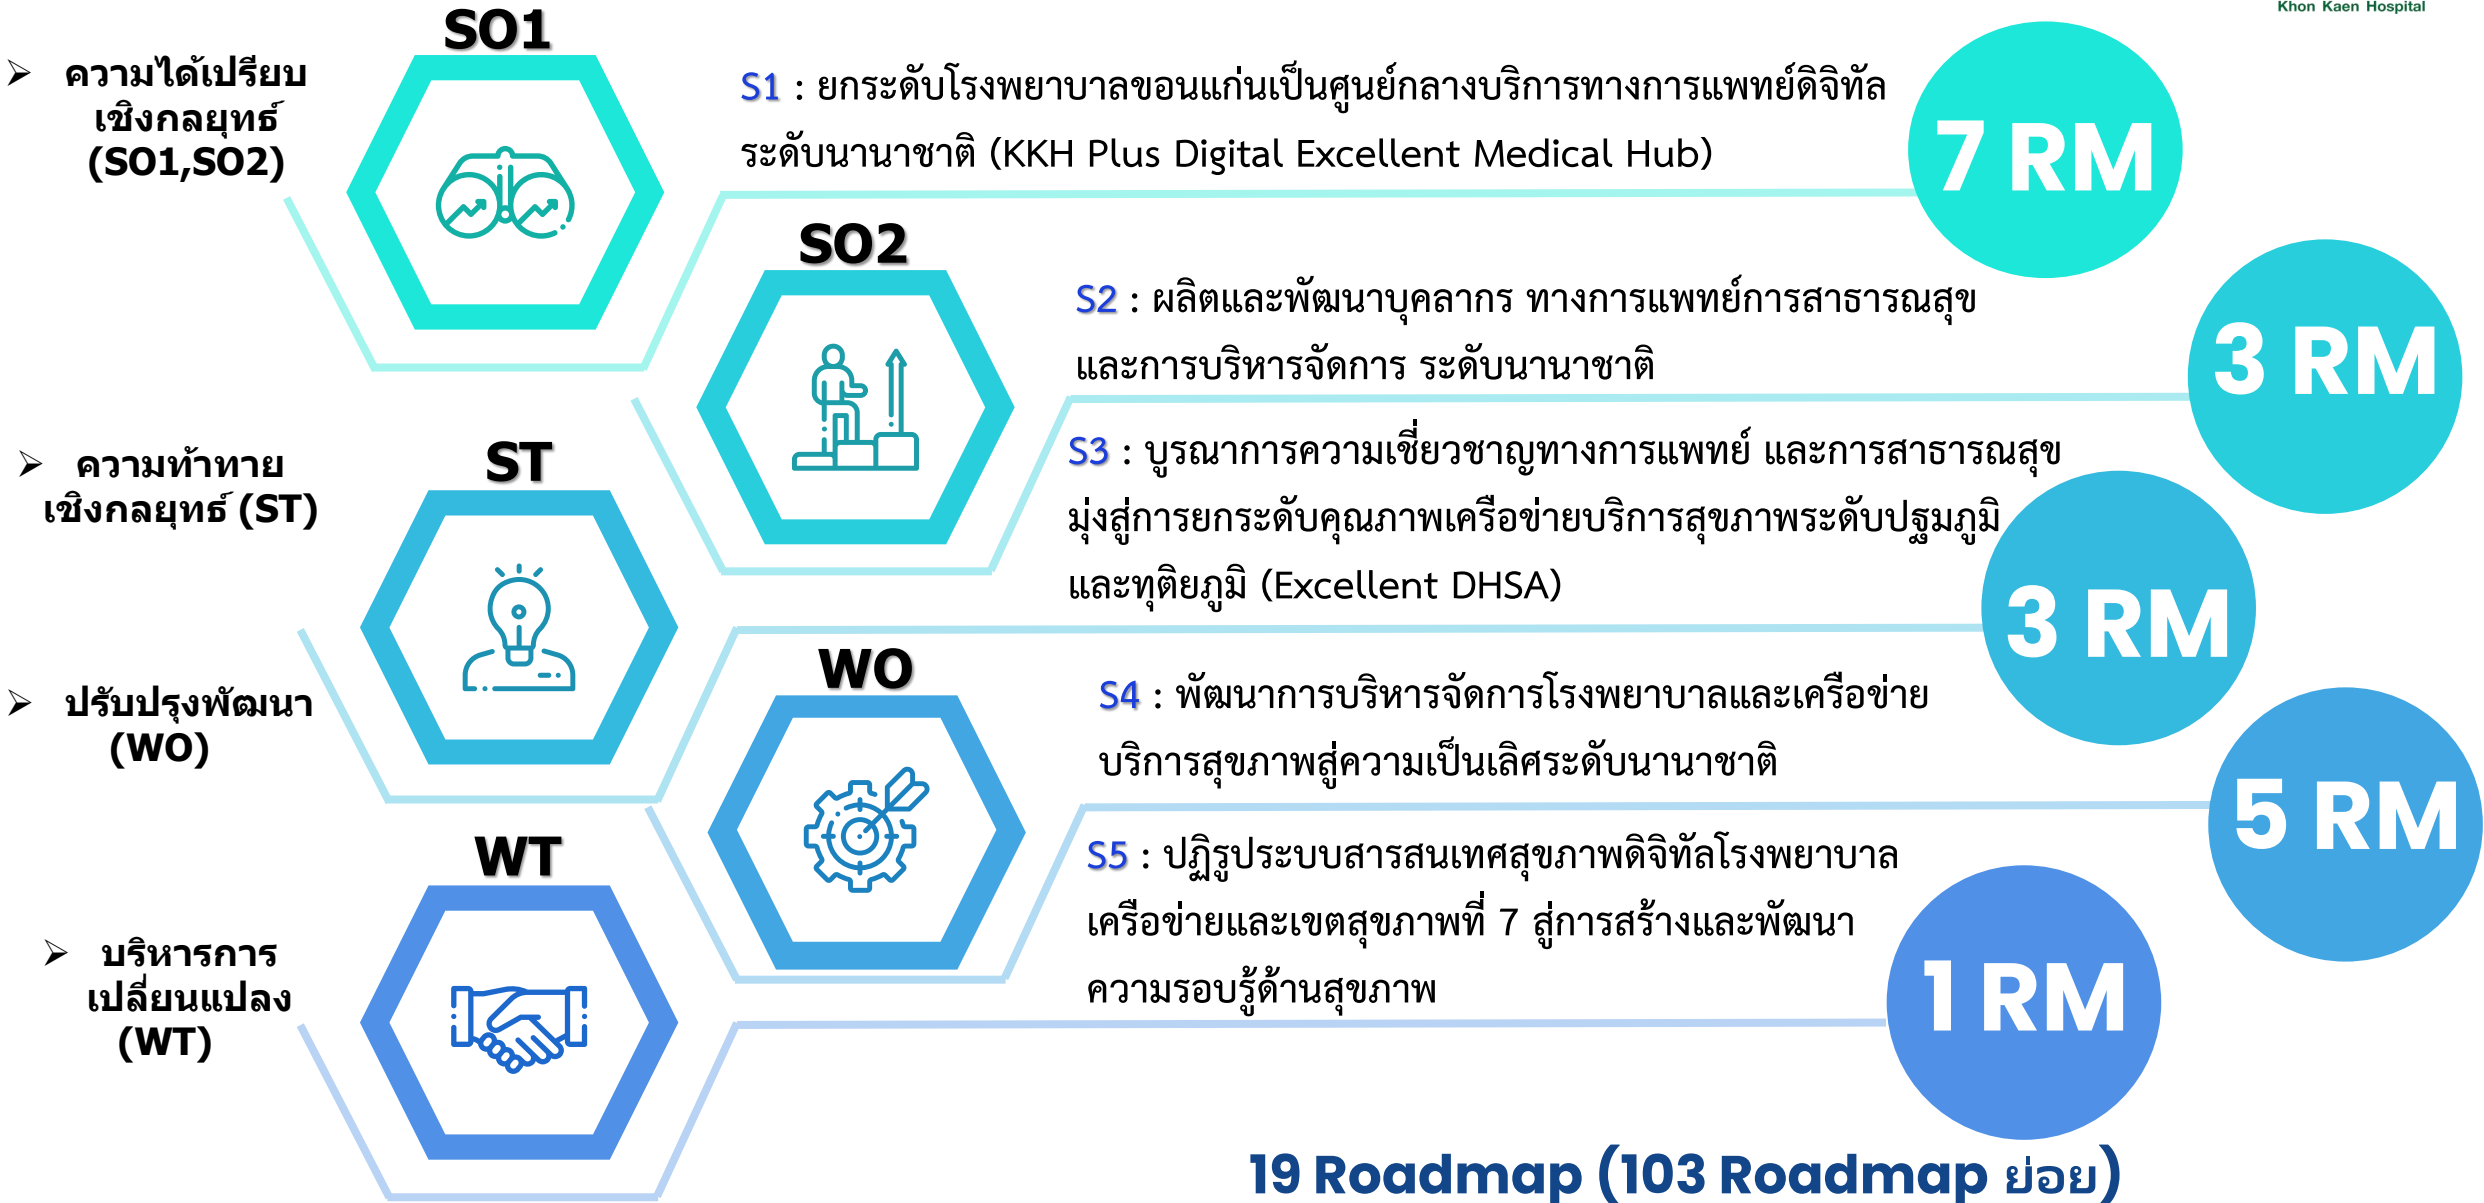 Khon Kaen Hospital
SO1
➢ ความได้เปรียบ
เชิงกลยุทธ์
(SO1,SO2)
S1 : ยกระดับโรงพยาบาลขอนแก่นเป็นศูนย์กลางบริการทางการแพทย์ดิจิทัล
ระดับนานาชาติ (KKH Plus Digital Excellent Medical Hub)
7 RM
SO2
S2 : ผลิตและพัฒนาบุคลากร ทางการแพทย์การสาธารณสุข
และการบริหารจัดการ ระดับนานาชาติ
3 RM
➢ ความท้าทาย
เชิงกลยุทธ์ (ST)
ST
S3 : บูรณาการความเชี่ยวชาญทางการแพทย์ และการสาธารณสุข
มุ่งสู่การยกระดับคุณภาพเครือข่ายบริการสุขภาพระดับปฐมภูมิ
และทุติยภูมิ (Excellent DHSA)
3 RM
➢ ปรับปรุงพัฒนา
(WO)
WO
S4 : พัฒนาการบริหารจัดการโรงพยาบาลและเครือข่าย
บริการสุขภาพสู่ความเป็นเลิศระดับนานาชาติ
5 RM
➢ บริหารการ
เปลี่ยนแปลง
(WT)
WT
S5 : ปฏิรูประบบสารสนเทศสุขภาพดิจิทัลโรงพยาบาล
เครือข่ายและเขตสุขภาพที่ 7 สู่การสร้างและพัฒนา
ความรอบรู้ด้านสุขภาพ
1 RM
19 Roadmap (103 Roadmap ย่อย)